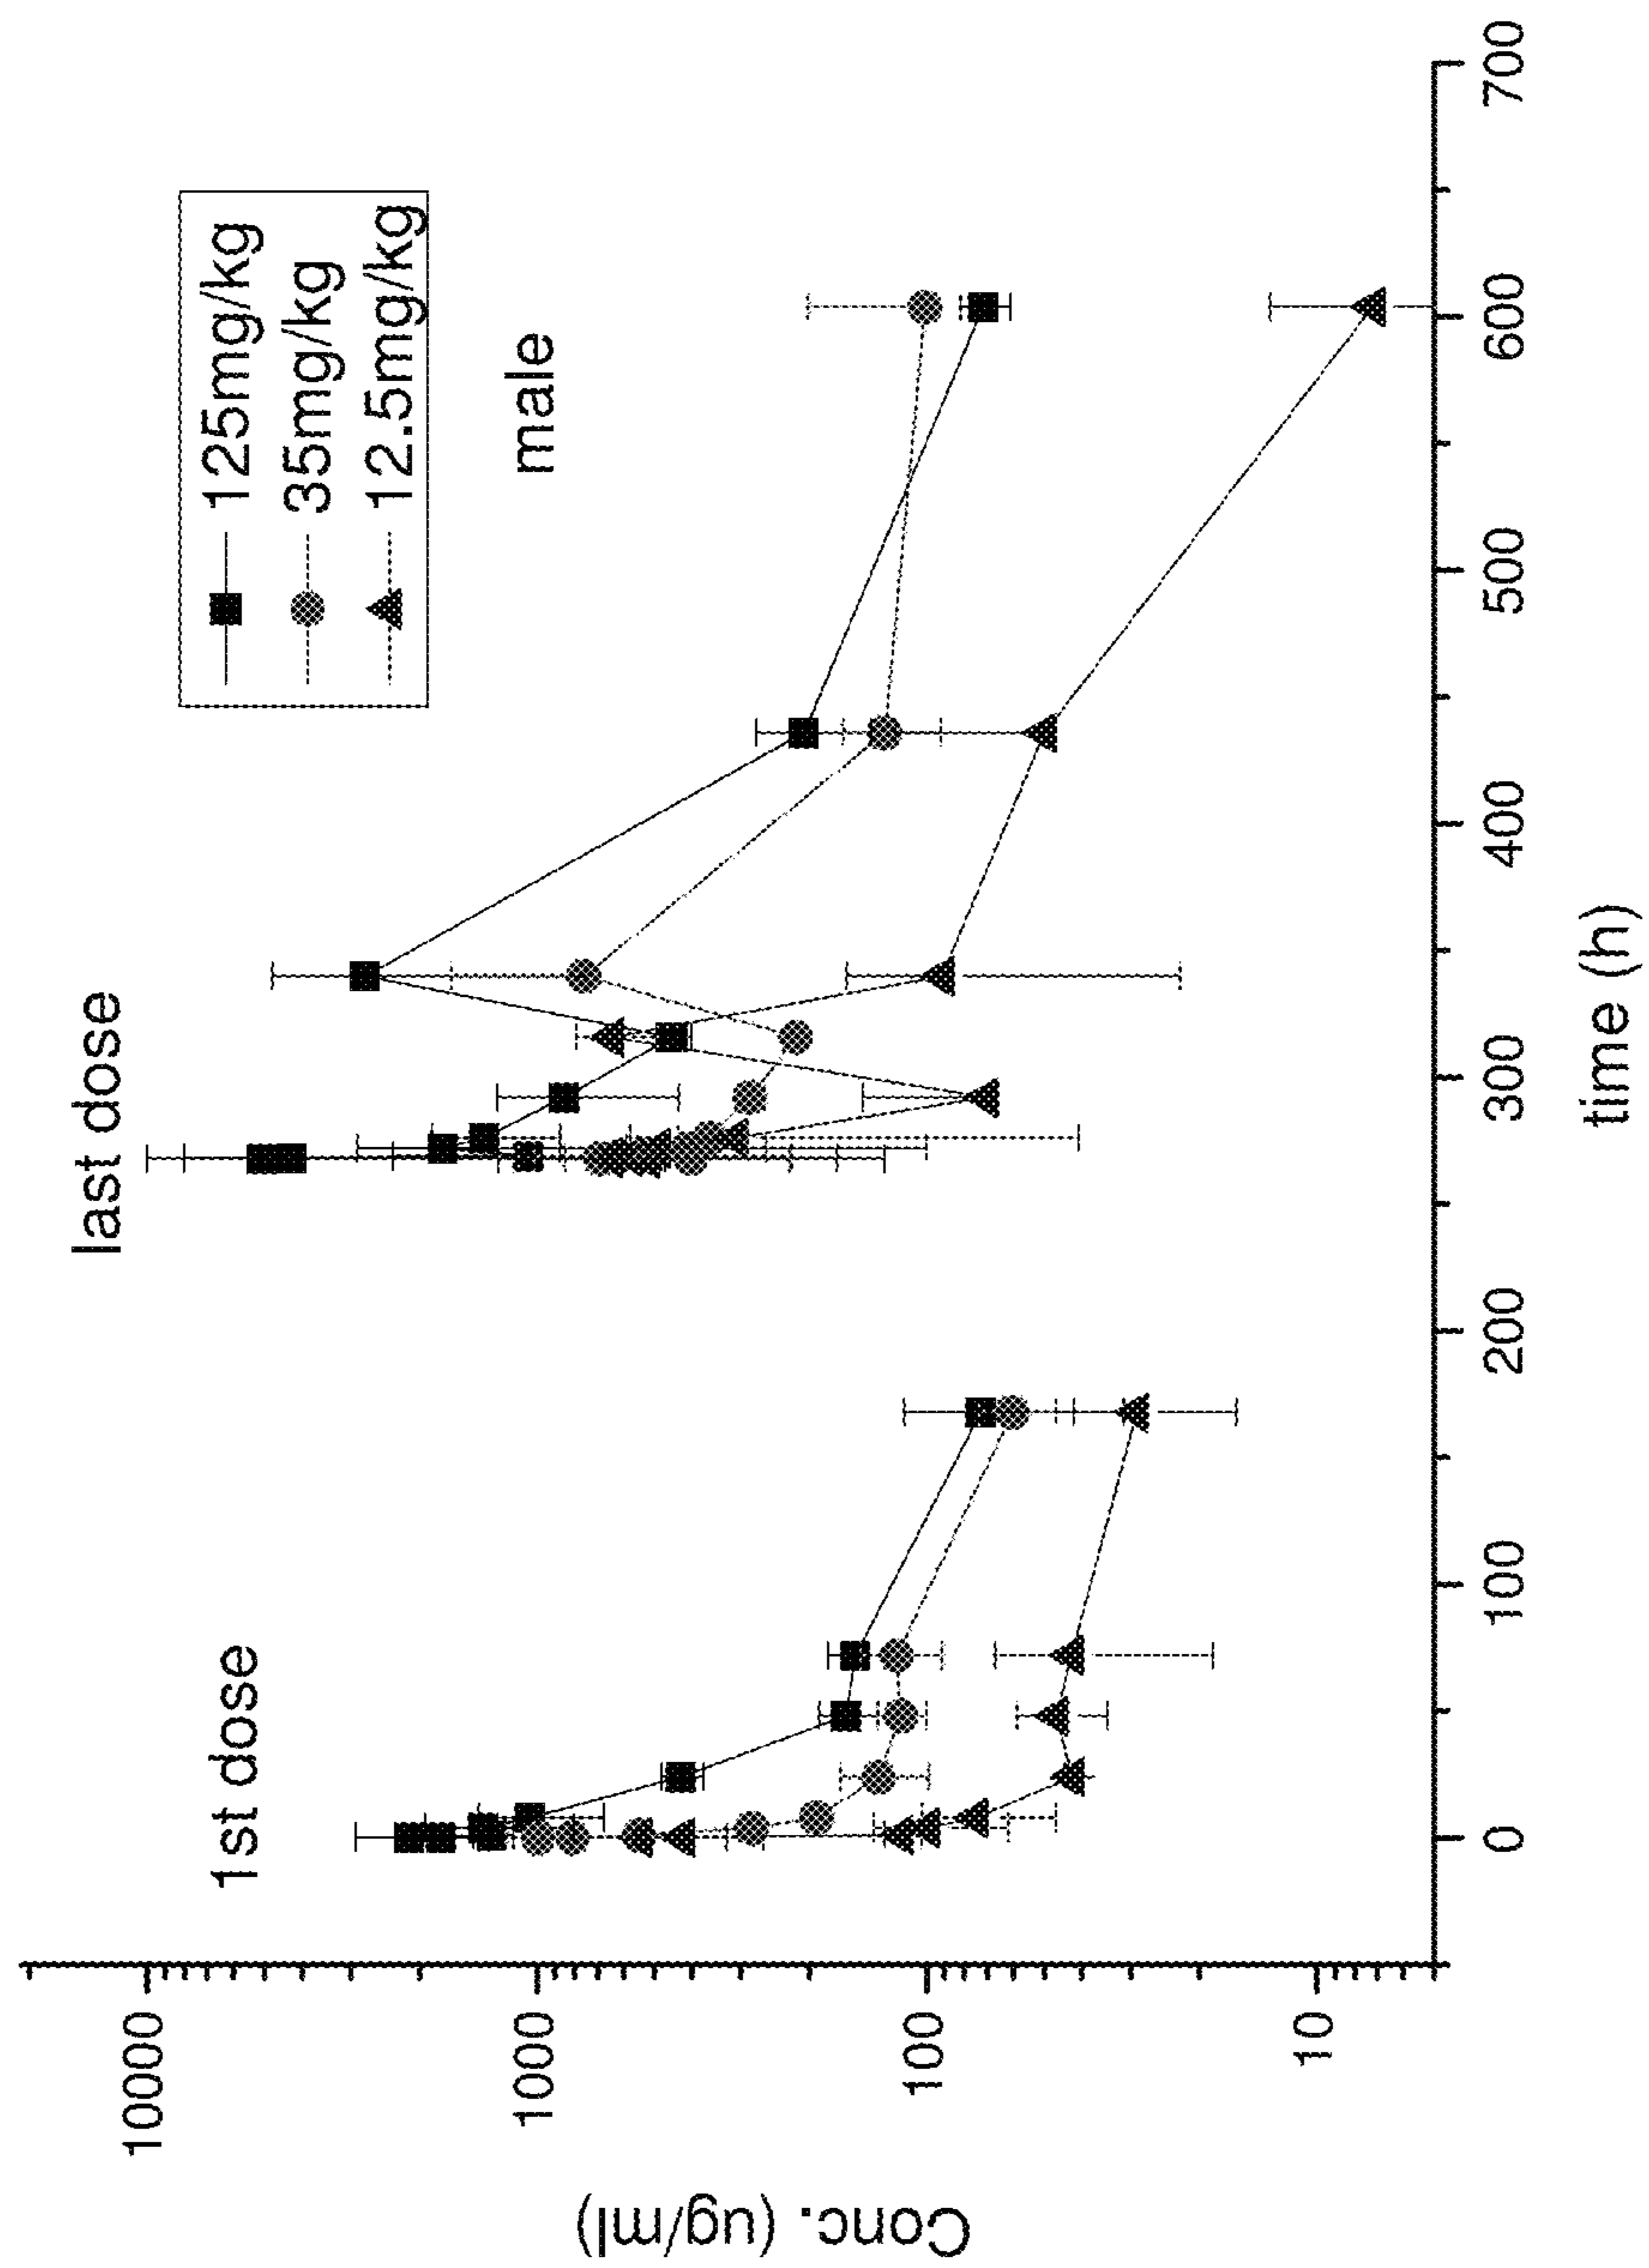 1st dose
last dose
125mg/kg
35mg/kg
12.5mg/kg
male
Conc. (ug/ml)
10000
1000
100
10
0
100
200
300
400
500
600
700
time (h)